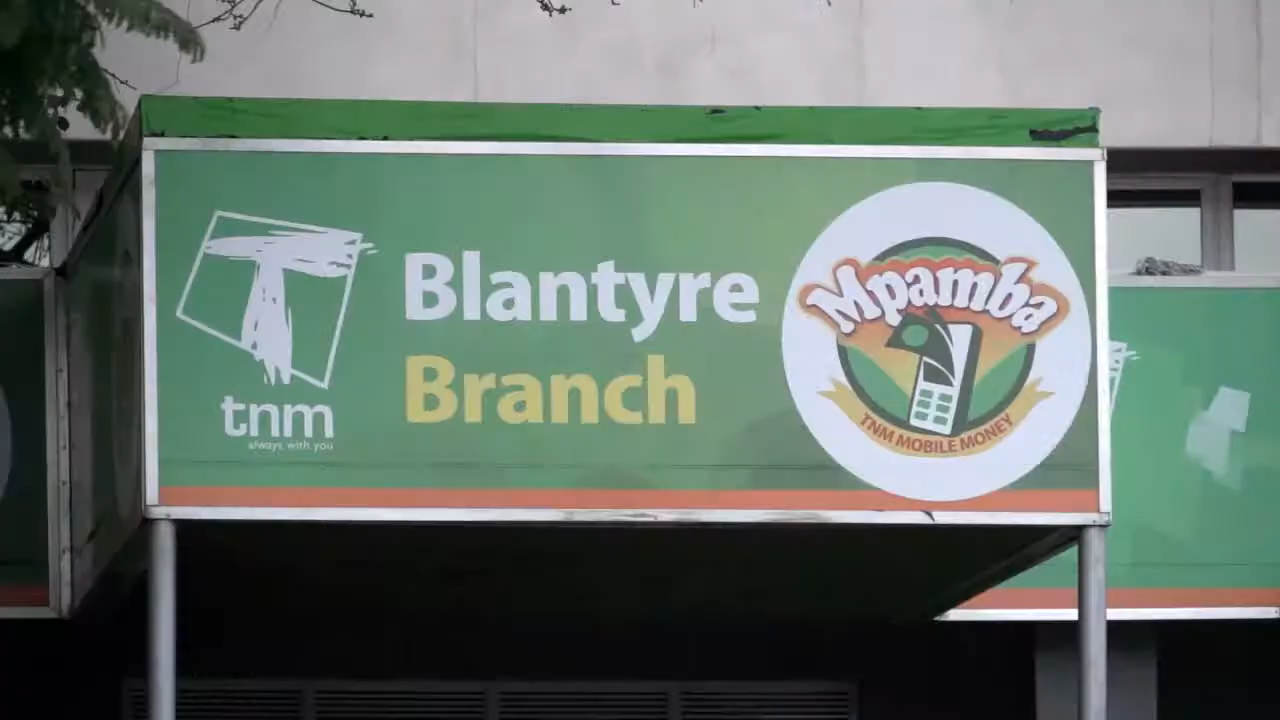 tnm
always with you
Blantyre
Branch
Mpamba
TNM MOBILE MONEY